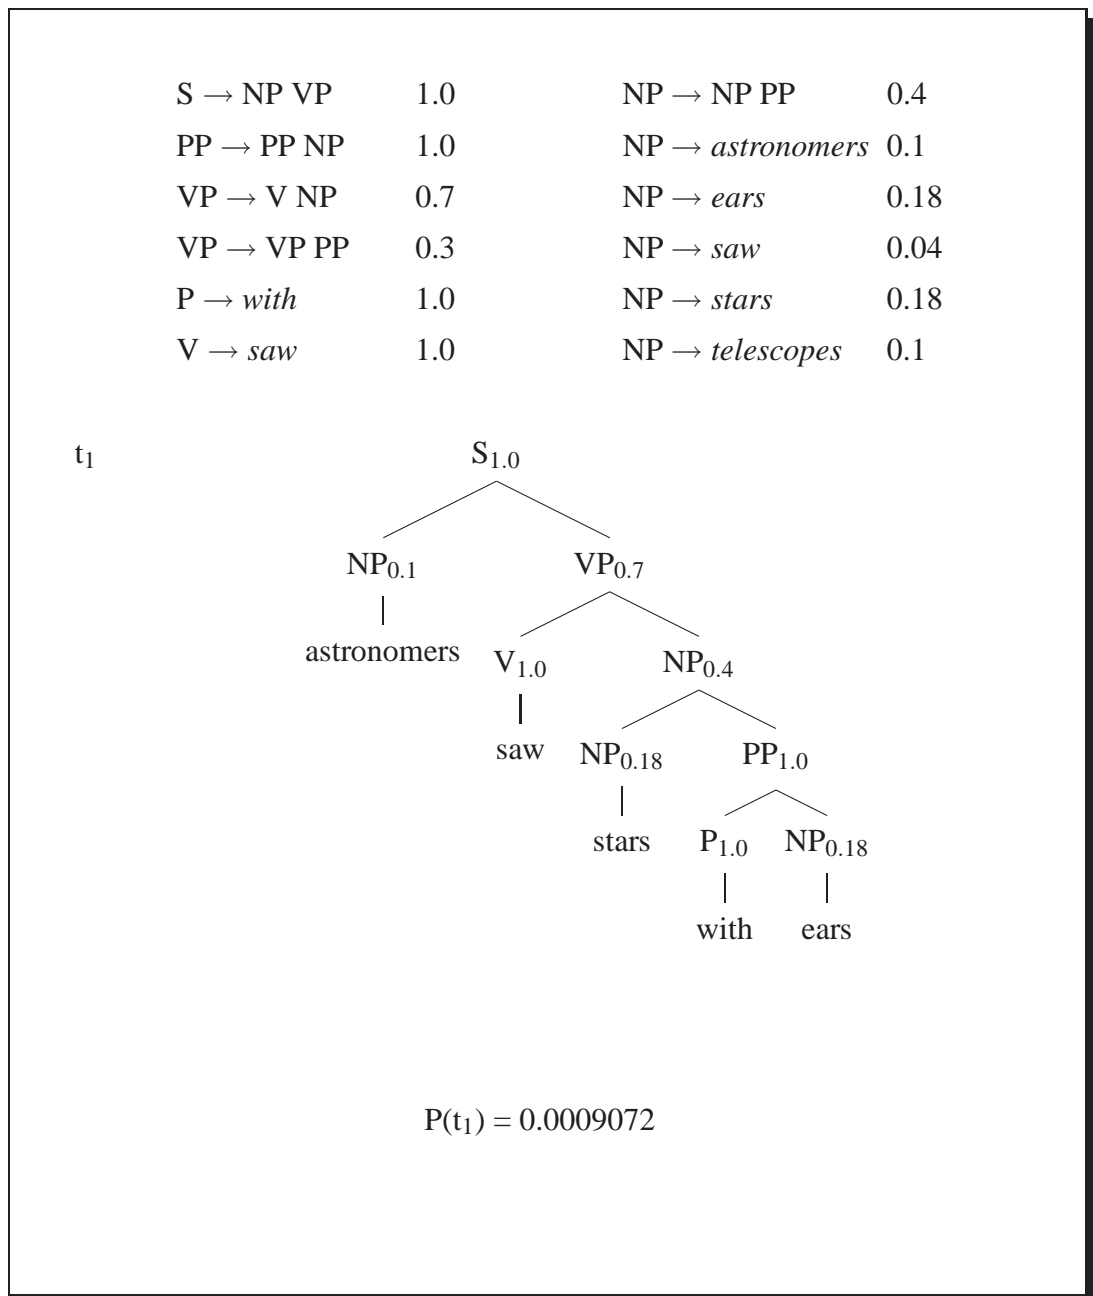 S → NP VP 1.0 NP → NP PP 0.4
PP → PP NP 1.0 NP → astronomers 0.1
VP → V NP 0.7 NP → ears 0.18
VP → VP PP 0.3 NP → saw 0.04
P → with 1.0 NP → stars 0.18
V → saw 1.0 NP → telescopes 0.1
t1 S1.0
NP0.1 VP0.7
astronomers V1.0 NP0.4
saw NP0.18 PP1.0
stars P1.0 NP0.18
with ears
P(t1) = 0.0009072